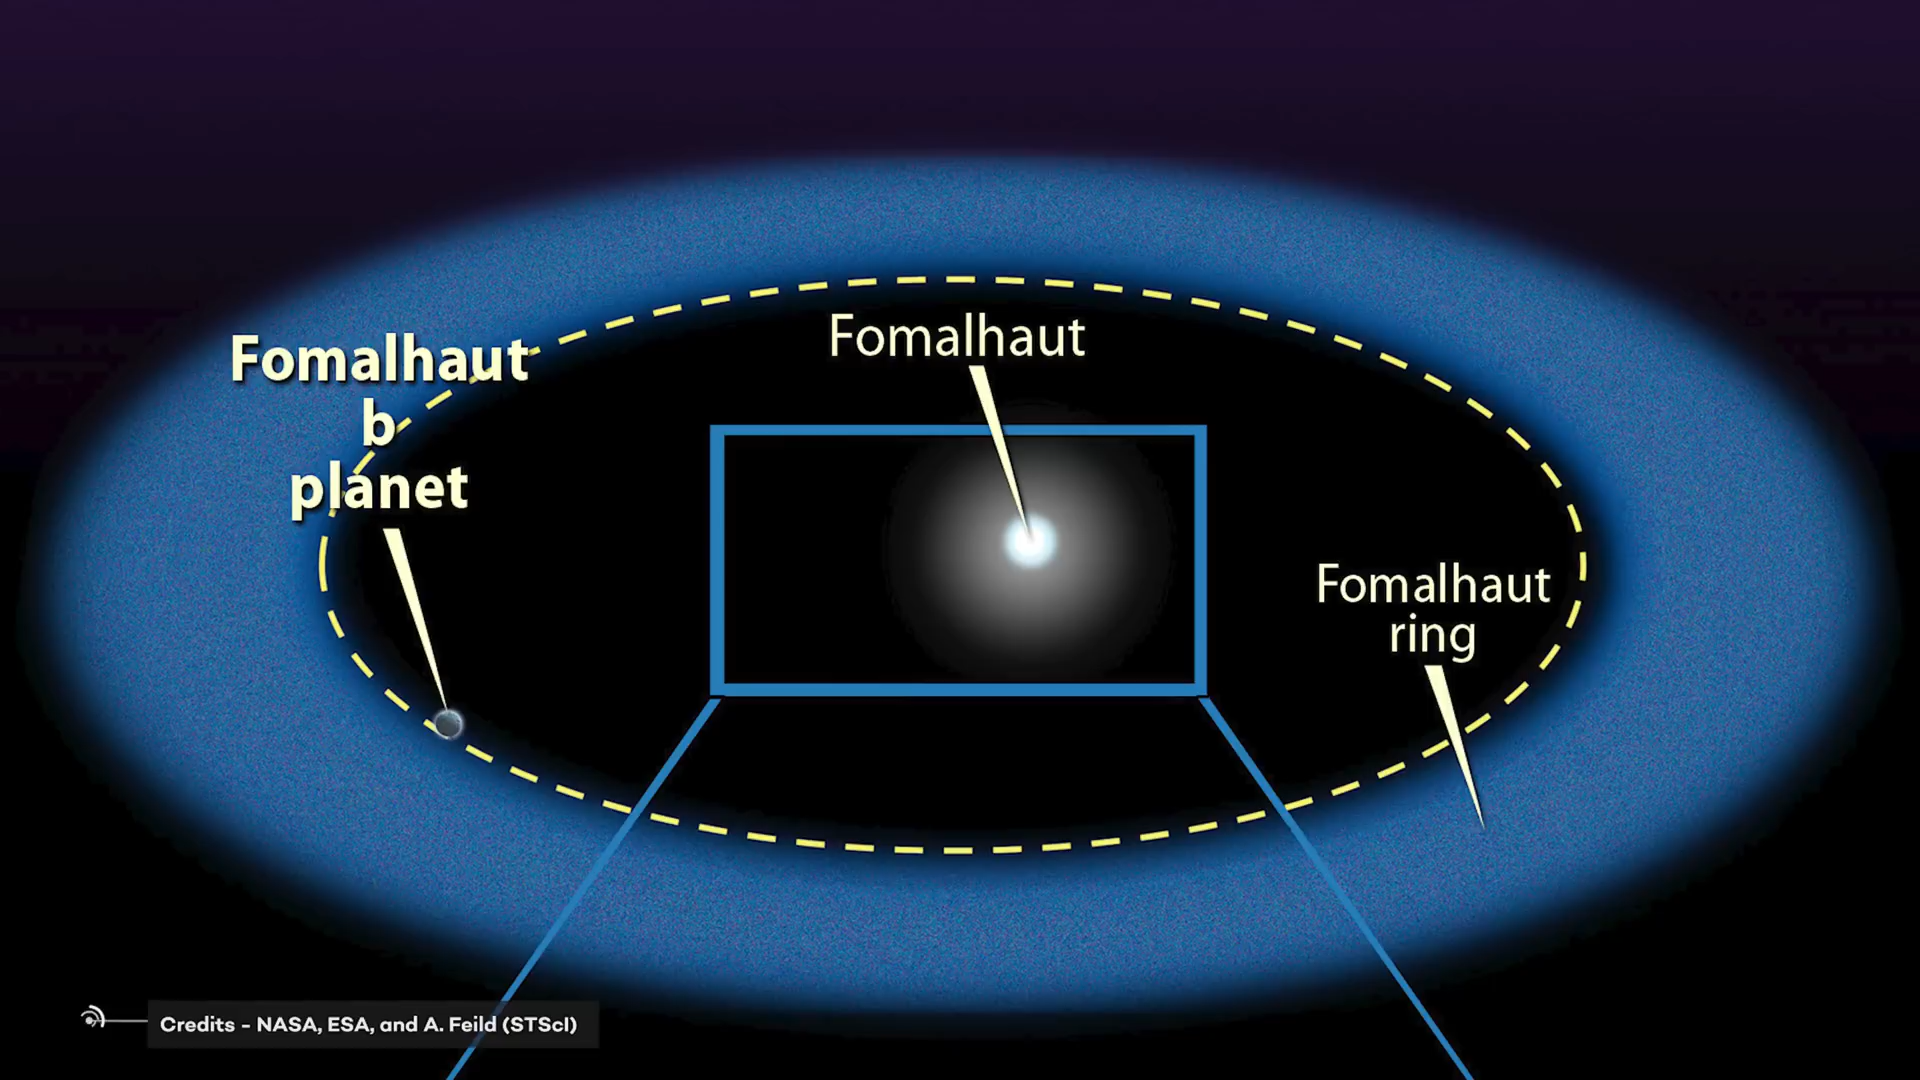 Fomalhaut
Fomalhaut
b
planet
Fomalhaut
ring
Credits - NASA, ESA, and A. Feild (STScI)